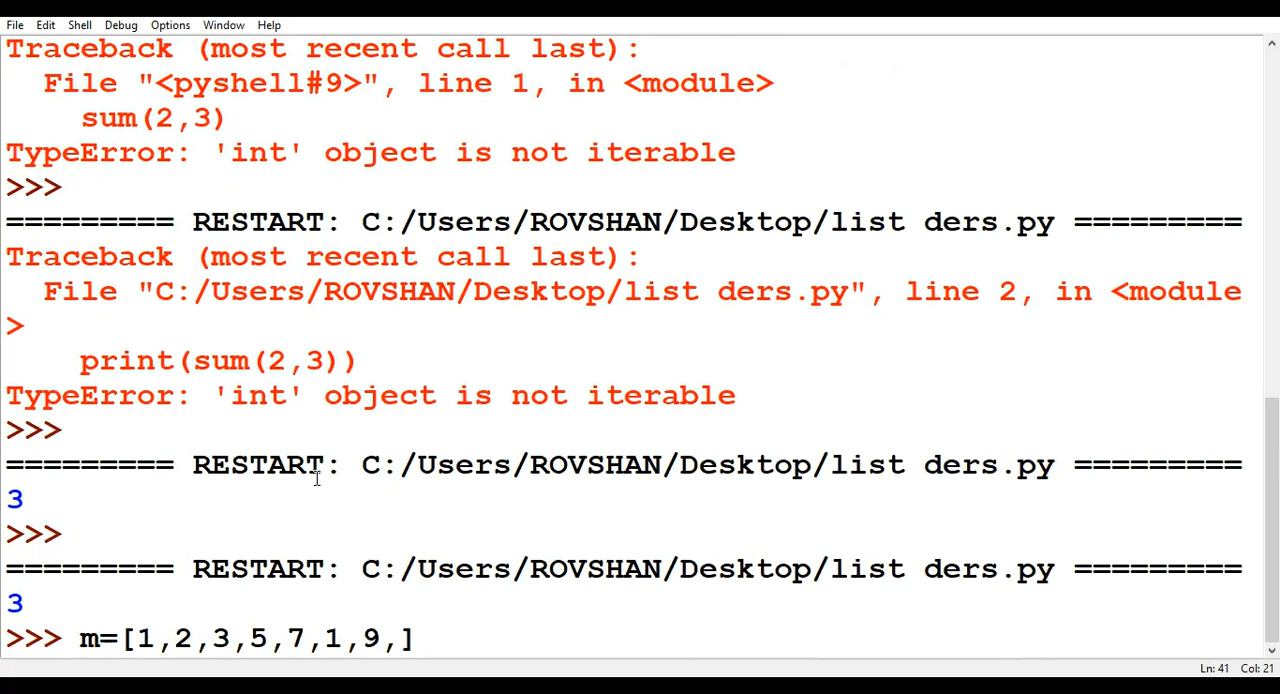 File Edit Shell Debug Options Window Help
Traceback (most recent call last):
  File "<pyshell#9>", line 1, in <module>
    sum(2,3)
TypeError: 'int' object is not iterable
>>>
========= RESTART: C:/Users/ROVSHAN/Desktop/list ders.py =========
Traceback (most recent call last):
  File "C:/Users/ROVSHAN/Desktop/list ders.py", line 2, in <module
>
    print(sum(2,3))
TypeError: 'int' object is not iterable
>>>
========= RESTART: C:/Users/ROVSHAN/Desktop/list ders.py =========
3
>>>
========= RESTART: C:/Users/ROVSHAN/Desktop/list ders.py =========
3
>>> m=[1,2,3,5,7,1,9,]
Ln: 41 Col: 21